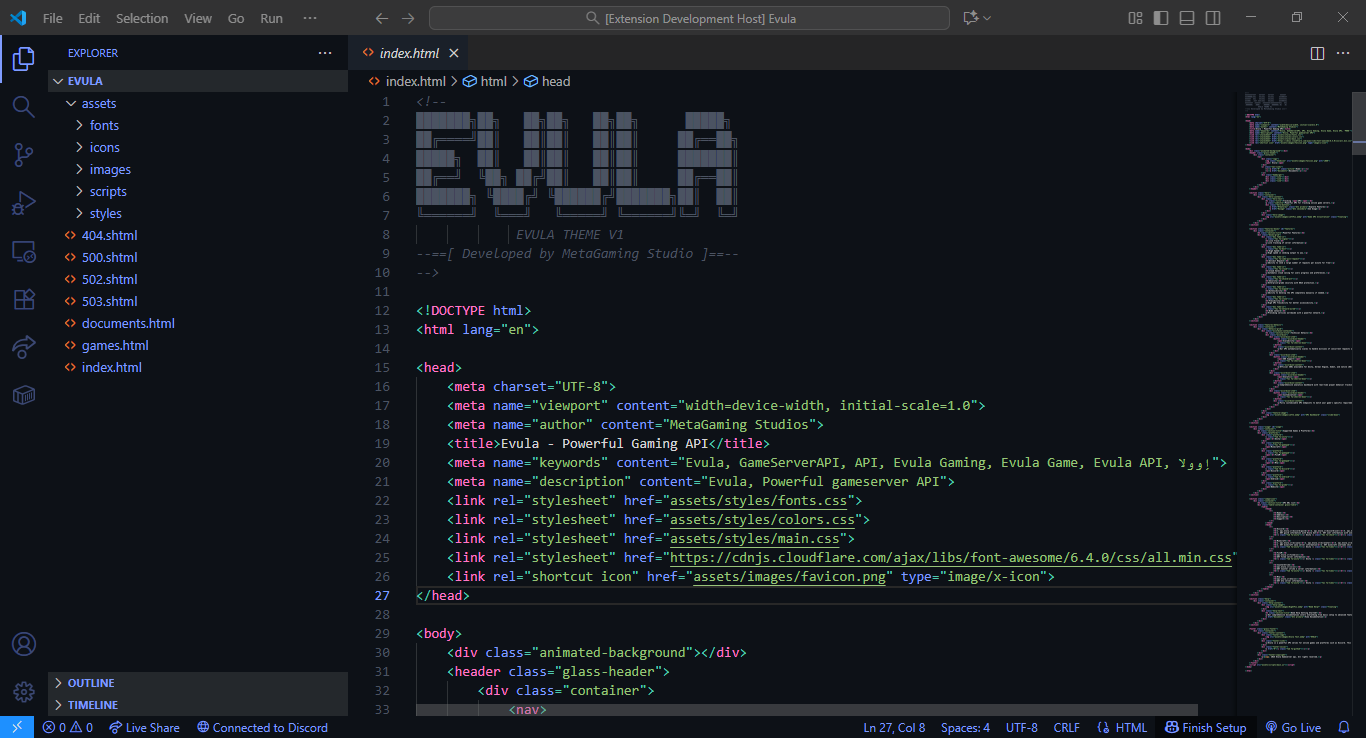 File Edit Selection View Go Run ···
[Extension Development Host] Evula
EXPLORER
EVULA
assets
fonts
icons
images
scripts
styles
404.shtml
500.shtml
502.shtml
503.shtml
documents.html
games.html
index.html
OUTLINE
TIMELINE
index.html
index.html > html > head
1 <!--
2
3
4
5
6
7
8 EVULA THEME V1
9 --==[ Developed by MetaGaming Studio ]==--
10 -->
11
12 <!DOCTYPE html>
13 <html lang="en">
14
15 <head>
16 <meta charset="UTF-8">
17 <meta name="viewport" content="width=device-width, initial-scale=1.0">
18 <meta name="author" content="MetaGaming Studios">
19 <title>Evula - Powerful Gaming API</title>
20 <meta name="keywords" content="Evula, GameServerAPI, API, Evula Gaming, Evula Game, Evula API, إوولا">
21 <meta name="description" content="Evula, Powerful gameserver API">
22 <link rel="stylesheet" href="assets/styles/fonts.css">
23 <link rel="stylesheet" href="assets/styles/colors.css">
24 <link rel="stylesheet" href="assets/styles/main.css">
25 <link rel="stylesheet" href="https://cdnjs.cloudflare.com/ajax/libs/font-awesome/6.4.0/css/all.min.css"
26 <link rel="shortcut icon" href="assets/images/favicon.png" type="image/x-icon">
27 </head>
28
29 <body>
30 <div class="animated-background"></div>
31 <header class="glass-header">
32 <div class="container">
33 <nav>
0 0 Live Share Connected to Discord
Ln 27, Col 8 Spaces: 4 UTF-8 CRLF {} HTML Finish Setup Go Live